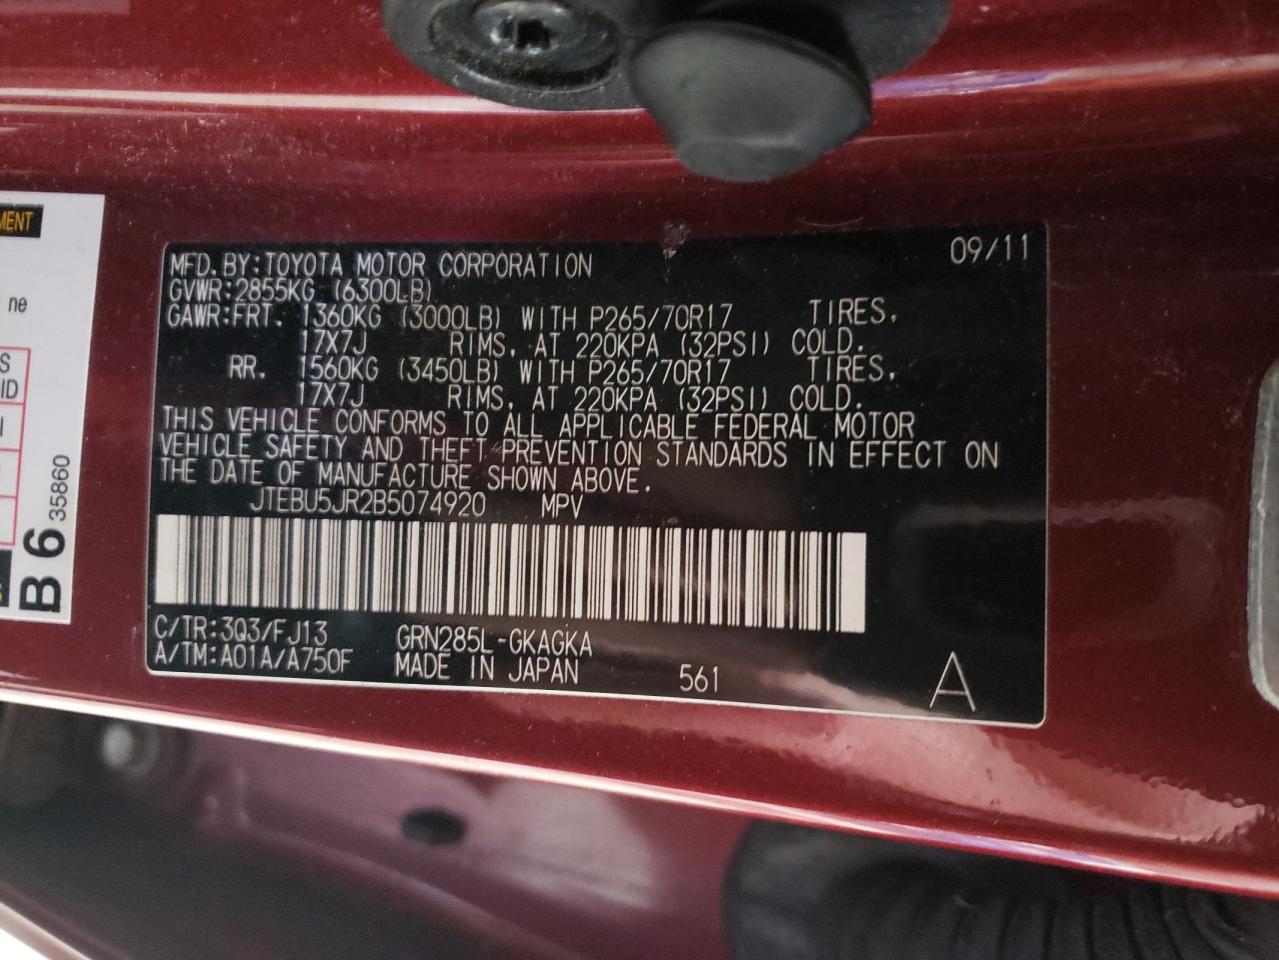 MENT
ne
S
ID
B 6
35860
09/11
MFD. BY: TOYOTA MOTOR CORPORATION
GVWR: 2855KG (6300LB)
GAWR: FRT. 1360KG (3000LB) WITH P265/70R17 TIRES,
17X7J RIMS, AT 220KPA (32PSI) COLD.
RR. 1560KG (3450LB) WITH P265/70R17 TIRES,
17X7J RIMS, AT 220KPA (32PSI) COLD.
THIS VEHICLE CONFORMS TO ALL APPLICABLE FEDERAL MOTOR
VEHICLE SAFETY AND THEFT PREVENTION STANDARDS IN EFFECT ON
THE DATE OF MANUFACTURE SHOWN ABOVE.
JTEBU5JR2B5074920 MPV
C/TR: 3Q3/FJ13 GRN285L-GKAGKA
A/TM: A01A/A750F MADE IN JAPAN 561 A